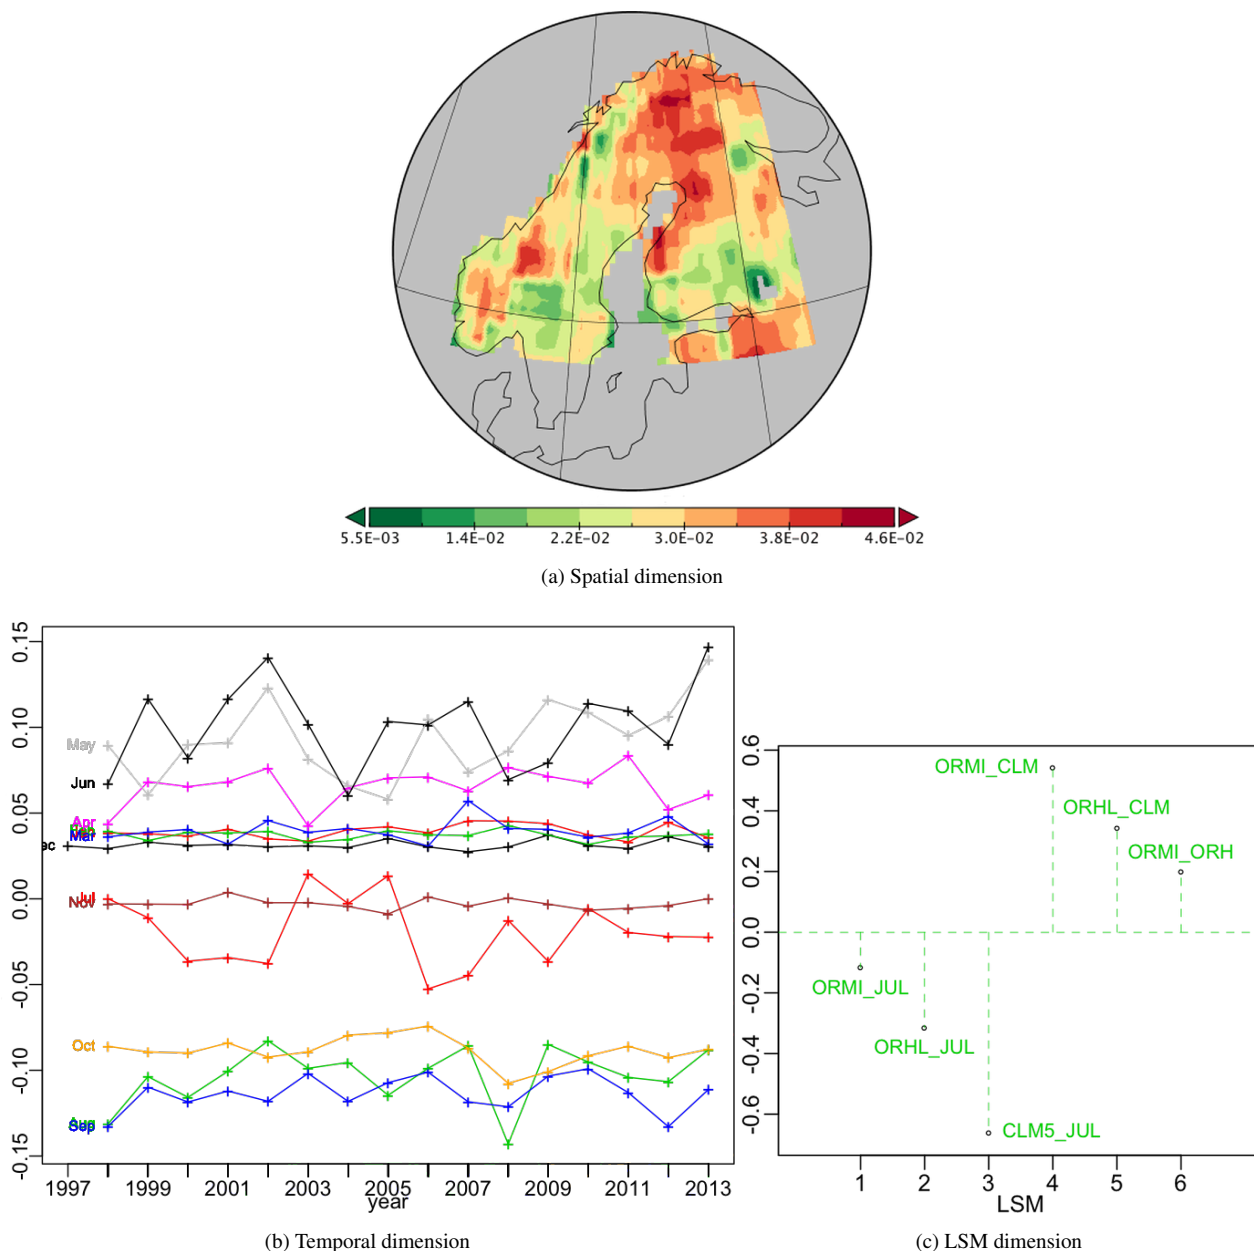 5.5E-03 1.4E-02 2.2E-02 3.0E-02 3.8E-02 4.6E-02
(a) Spatial dimension
0.15
0.10
0.05
0.00
-0.05
-0.10
-0.15
May
Jun
Apr
Mar
ec
Jul
Nov
Oct
Aug
Sep
1997 1999 2001 2003 2005 2007 2009 2011 2013
year
(b) Temporal dimension
0.6
0.4
0.2
0.0
-0.2
-0.4
-0.6
ORMI_CLM
ORHL_CLM
ORMI_ORH
ORMI_JUL
ORHL_JUL
CLM5_JUL
1 2 3 4 5 6
LSM
(c) LSM dimension